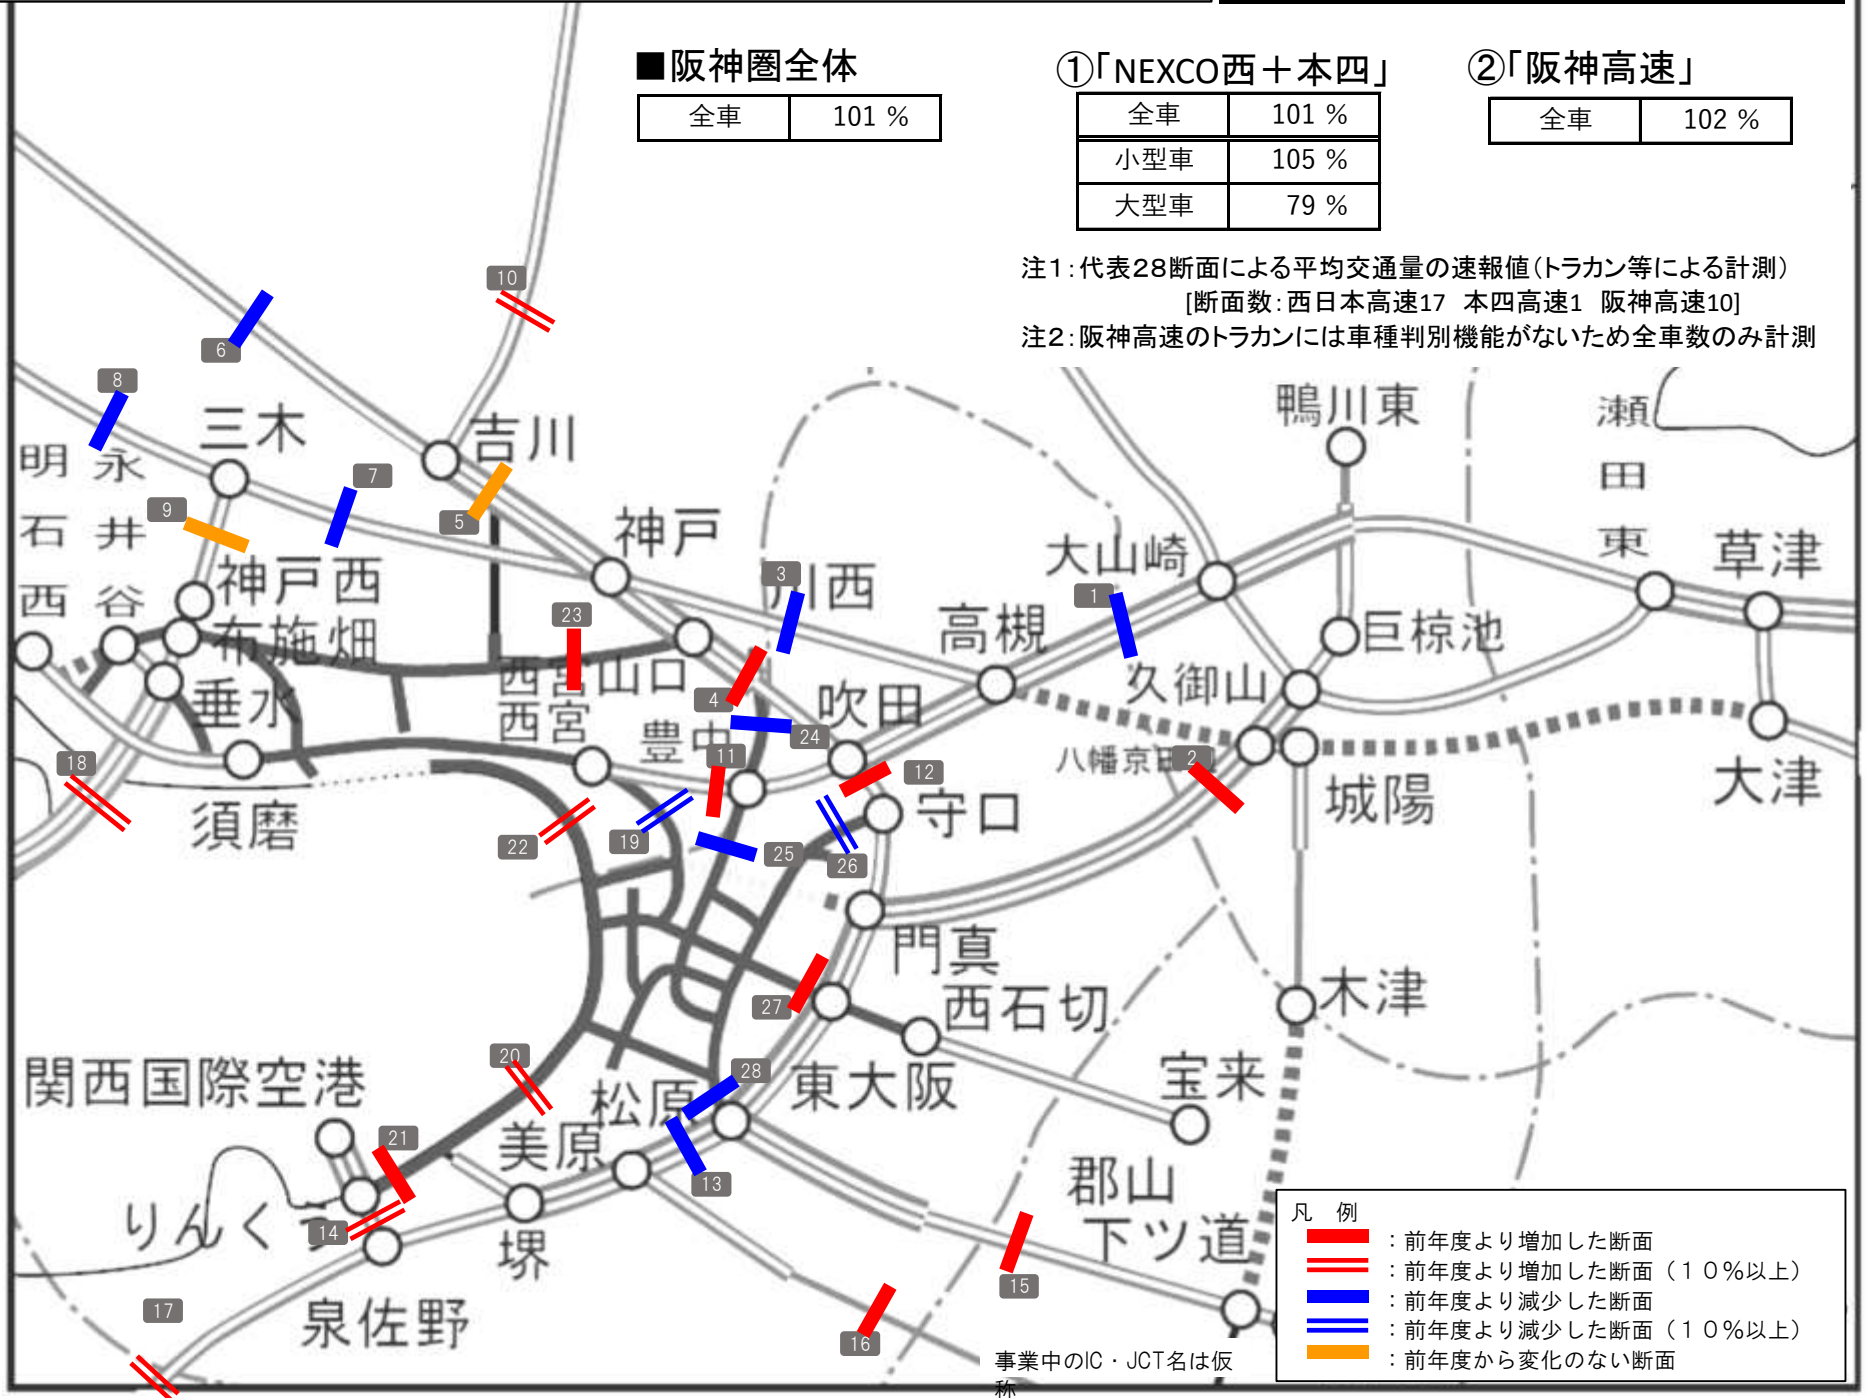 ■阪神圏全体
全車 101 %
①「NEXCO西＋本四」
全車 101 %
小型車 105 %
大型車 79 %
②「阪神高速」
全車 102 %
注1：代表28断面による平均交通量の速報値（トラカン等による計測）
[断面数：西日本高速17 本四高速1 阪神高速10]
注2：阪神高速のトラカンには車種判別機能がないため全車数のみ計測
10
6
8
三木
吉川
鴨川東
瀬田東
明石西
永井谷
7
9
5
神戸
大山崎
草津
神戸西
3
川西
1
布施畑
23
高槻
巨椋池
西宮山口
4
久御山
垂水
西宮
豊中
吹田
24
11
18
12
八幡京田
2
大津
須磨
22
19
25
26
守口
城陽
門真
27
西石切
木津
20
関西国際空港
松原
28
東大阪
宝来
21
美原
13
郡山
下ツ道
りんくう
14
堺
15
17
泉佐野
16
事業中のIC・JCT名は仮
称
凡 例
：前年度より増加した断面
：前年度より増加した断面（１０％以上）
：前年度より減少した断面
：前年度より減少した断面（１０％以上）
：前年度から変化のない断面